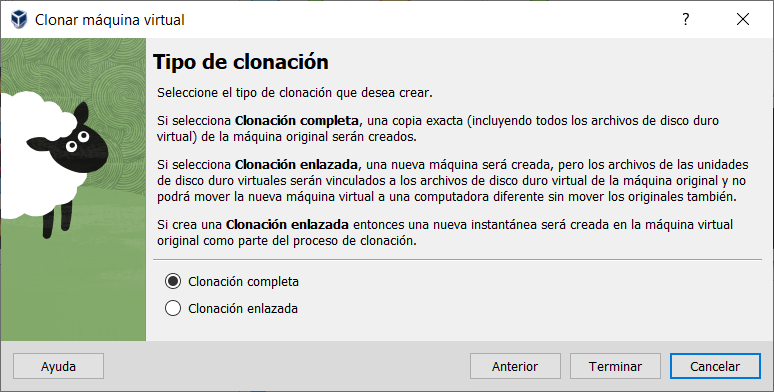 Clonar máquina virtual
?
Tipo de clonación
Seleccione el tipo de clonación que desea crear.
Si selecciona Clonación completa, una copia exacta (incluyendo todos los archivos de disco duro
virtual) de la máquina original serán creados.
Si selecciona Clonación enlazada, una nueva máquina será creada, pero los archivos de las unidades
de disco duro virtuales serán vinculados a los archivos de disco duro virtual de la máquina original y no
podrá mover la nueva máquina virtual a una computadora diferente sin mover los originales también.
Si crea una Clonación enlazada entonces una nueva instantánea será creada en la máquina virtual
original como parte del proceso de clonación.
Clonación completa
Clonación enlazada
Ayuda
Anterior
Terminar
Cancelar